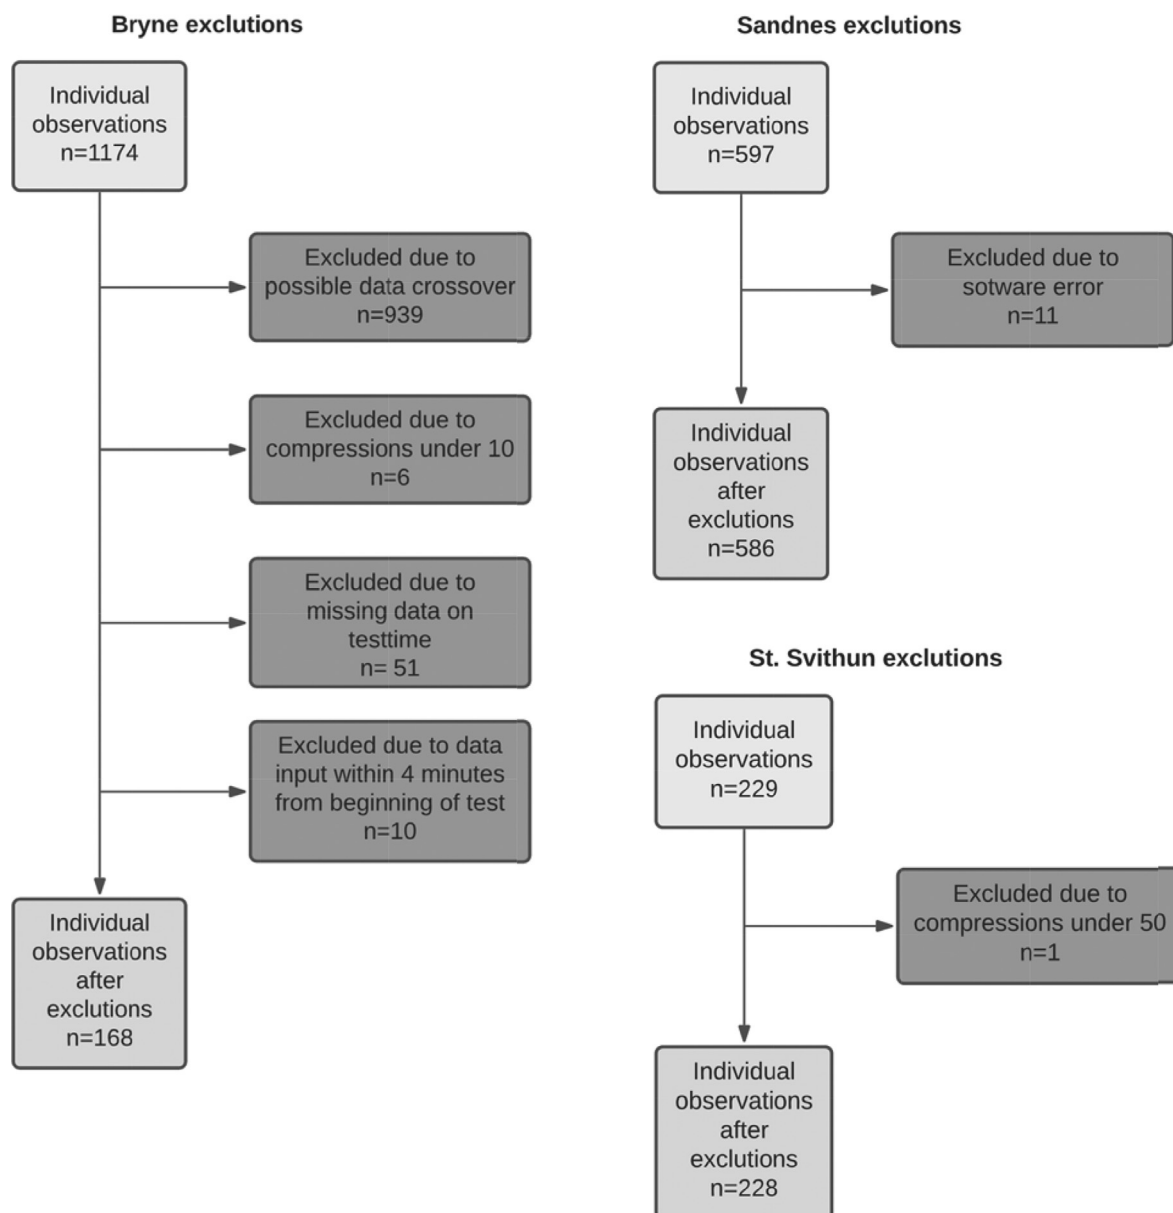 Bryne exclutions
Individual
observations
n=1174
Excluded due to
possible data crossover
n=939
Excluded due to
compressions under 10
n=6
Excluded due to
missing data on
testtime
n= 51
Excluded due to data
input within 4 minutes
from beginning of test
n=10
Individual
observations
after
exclutions
n=168
Sandnes exclutions
Individual
observations
n=597
Excluded due to
sotware error
n=11
Individual
observations
after
exclutions
n=586
St. Svithun exclutions
Individual
observations
n=229
Excluded due to
compressions under 50
n=1
Individual
observations
after
exclutions
n=228